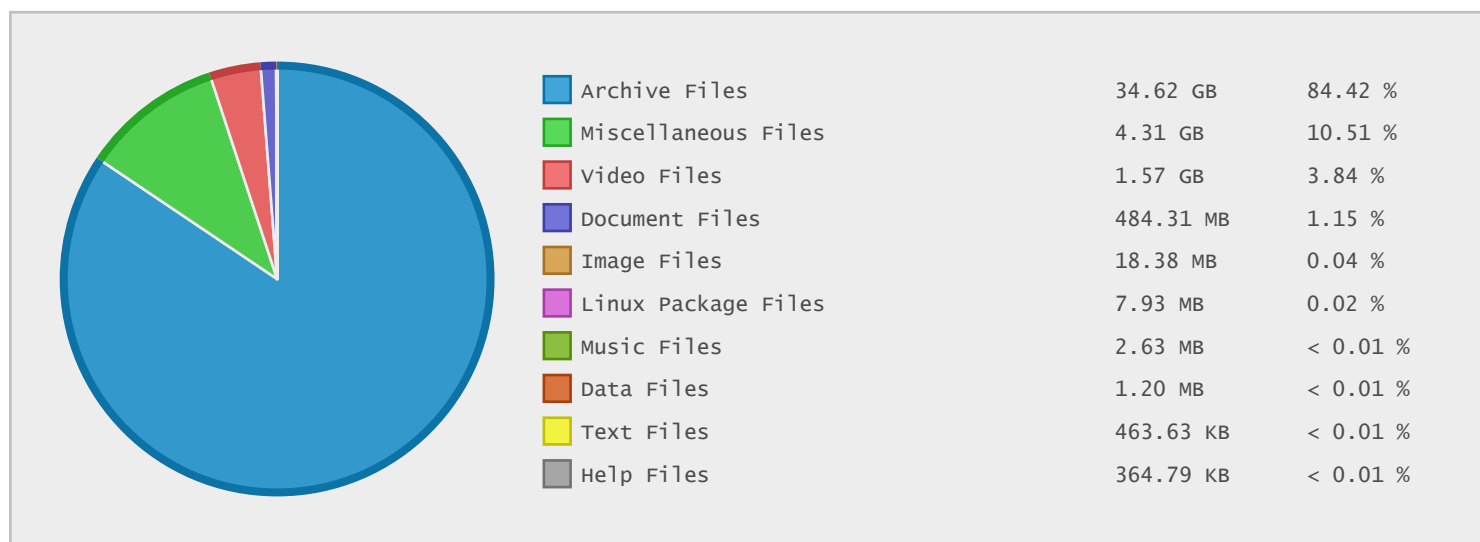 Archive Files 34.62 GB 84.42 %
Miscellaneous Files 4.31 GB 10.51 %
Video Files 1.57 GB 3.84 %
Document Files 484.31 MB 1.15 %
Image Files 18.38 MB 0.04 %
Linux Package Files 7.93 MB 0.02 %
Music Files 2.63 MB < 0.01 %
Data Files 1.20 MB < 0.01 %
Text Files 463.63 KB < 0.01 %
Help Files 364.79 KB < 0.01 %